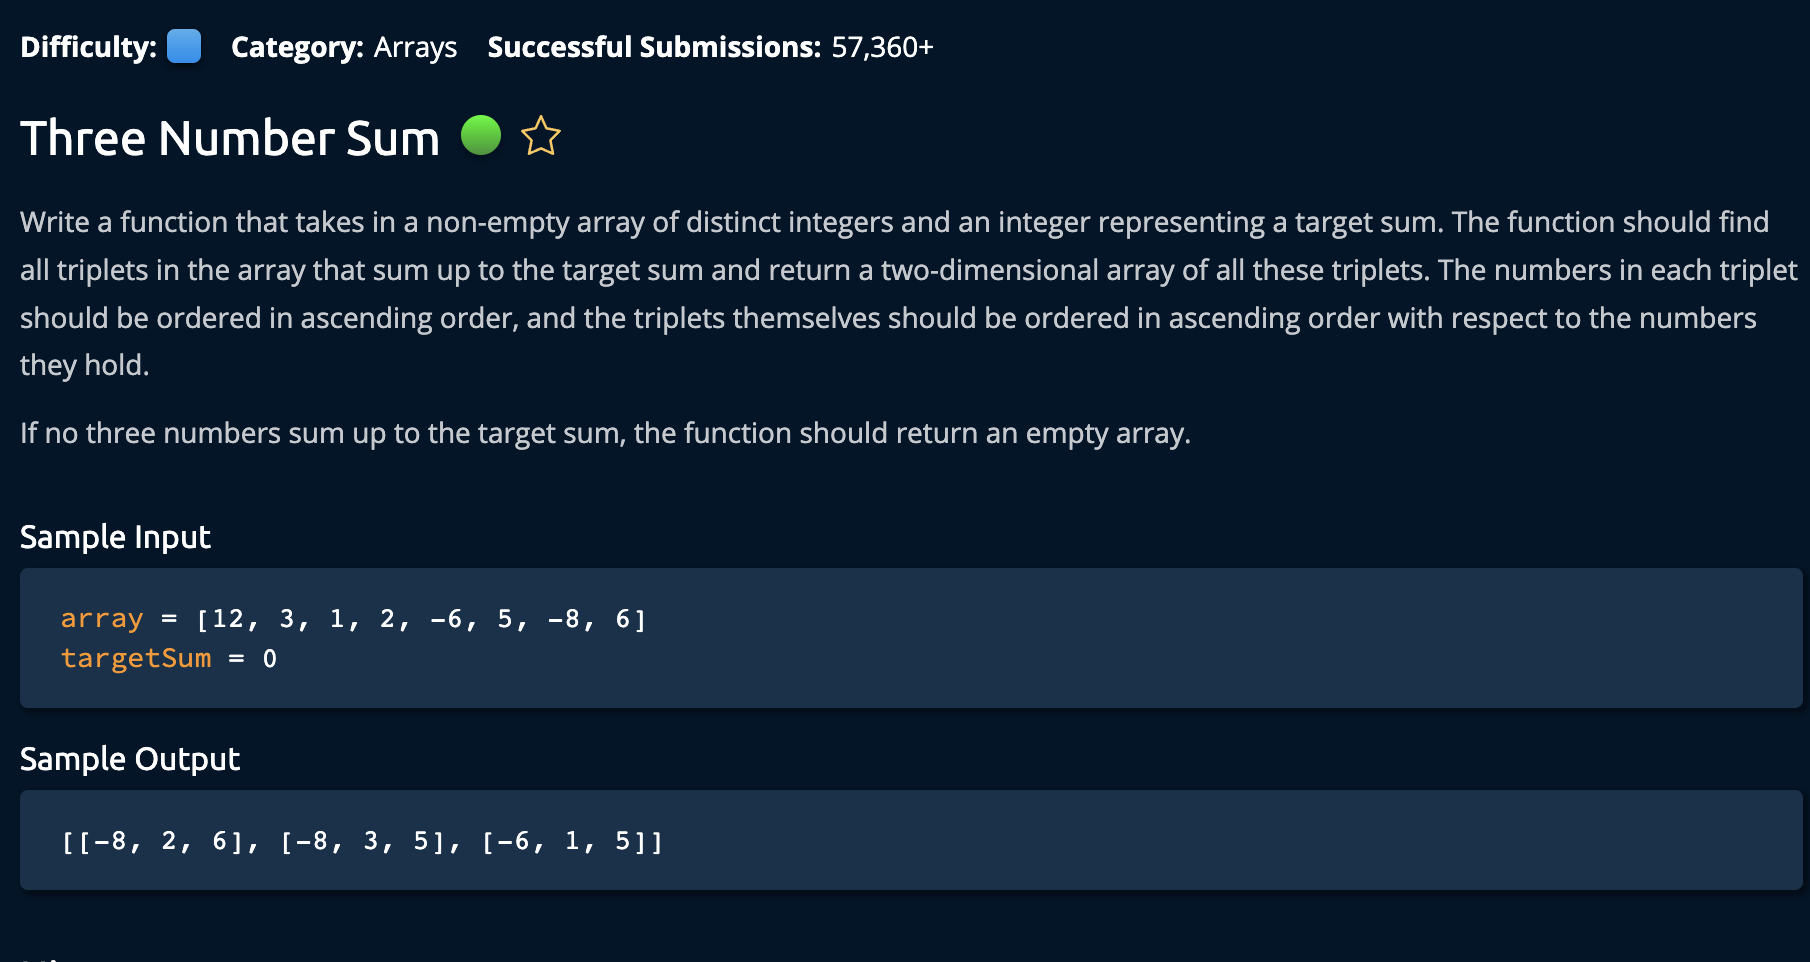 Difficulty: Category: Arrays Successful Submissions: 57,360+
Three Number Sum
Write a function that takes in a non-empty array of distinct integers and an integer representing a target sum. The function should find
all triplets in the array that sum up to the target sum and return a two-dimensional array of all these triplets. The numbers in each triplet
should be ordered in ascending order, and the triplets themselves should be ordered in ascending order with respect to the numbers
they hold.
If no three numbers sum up to the target sum, the function should return an empty array.
Sample Input
array = [12, 3, 1, 2, -6, 5, -8, 6]
targetSum = 0
Sample Output
[[-8, 2, 6], [-8, 3, 5], [-6, 1, 5]]